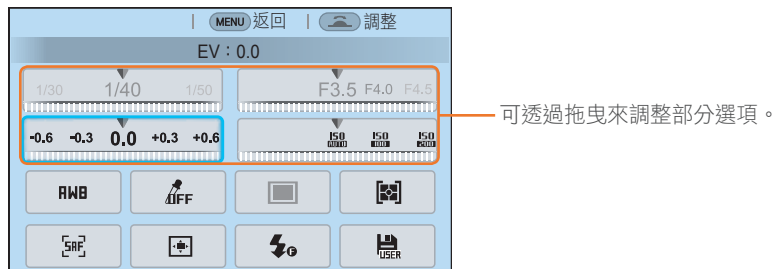 MENU 返回 | 調整
EV：0.0
1/30 1/40 1/50
F3.5 F4.0 F4.5
-0.6 -0.3 0.0 +0.3 +0.6
ISO AUTO ISO 100 ISO 200
可透過拖曳來調整部分選項。
AWB
OFF
SAF
USER